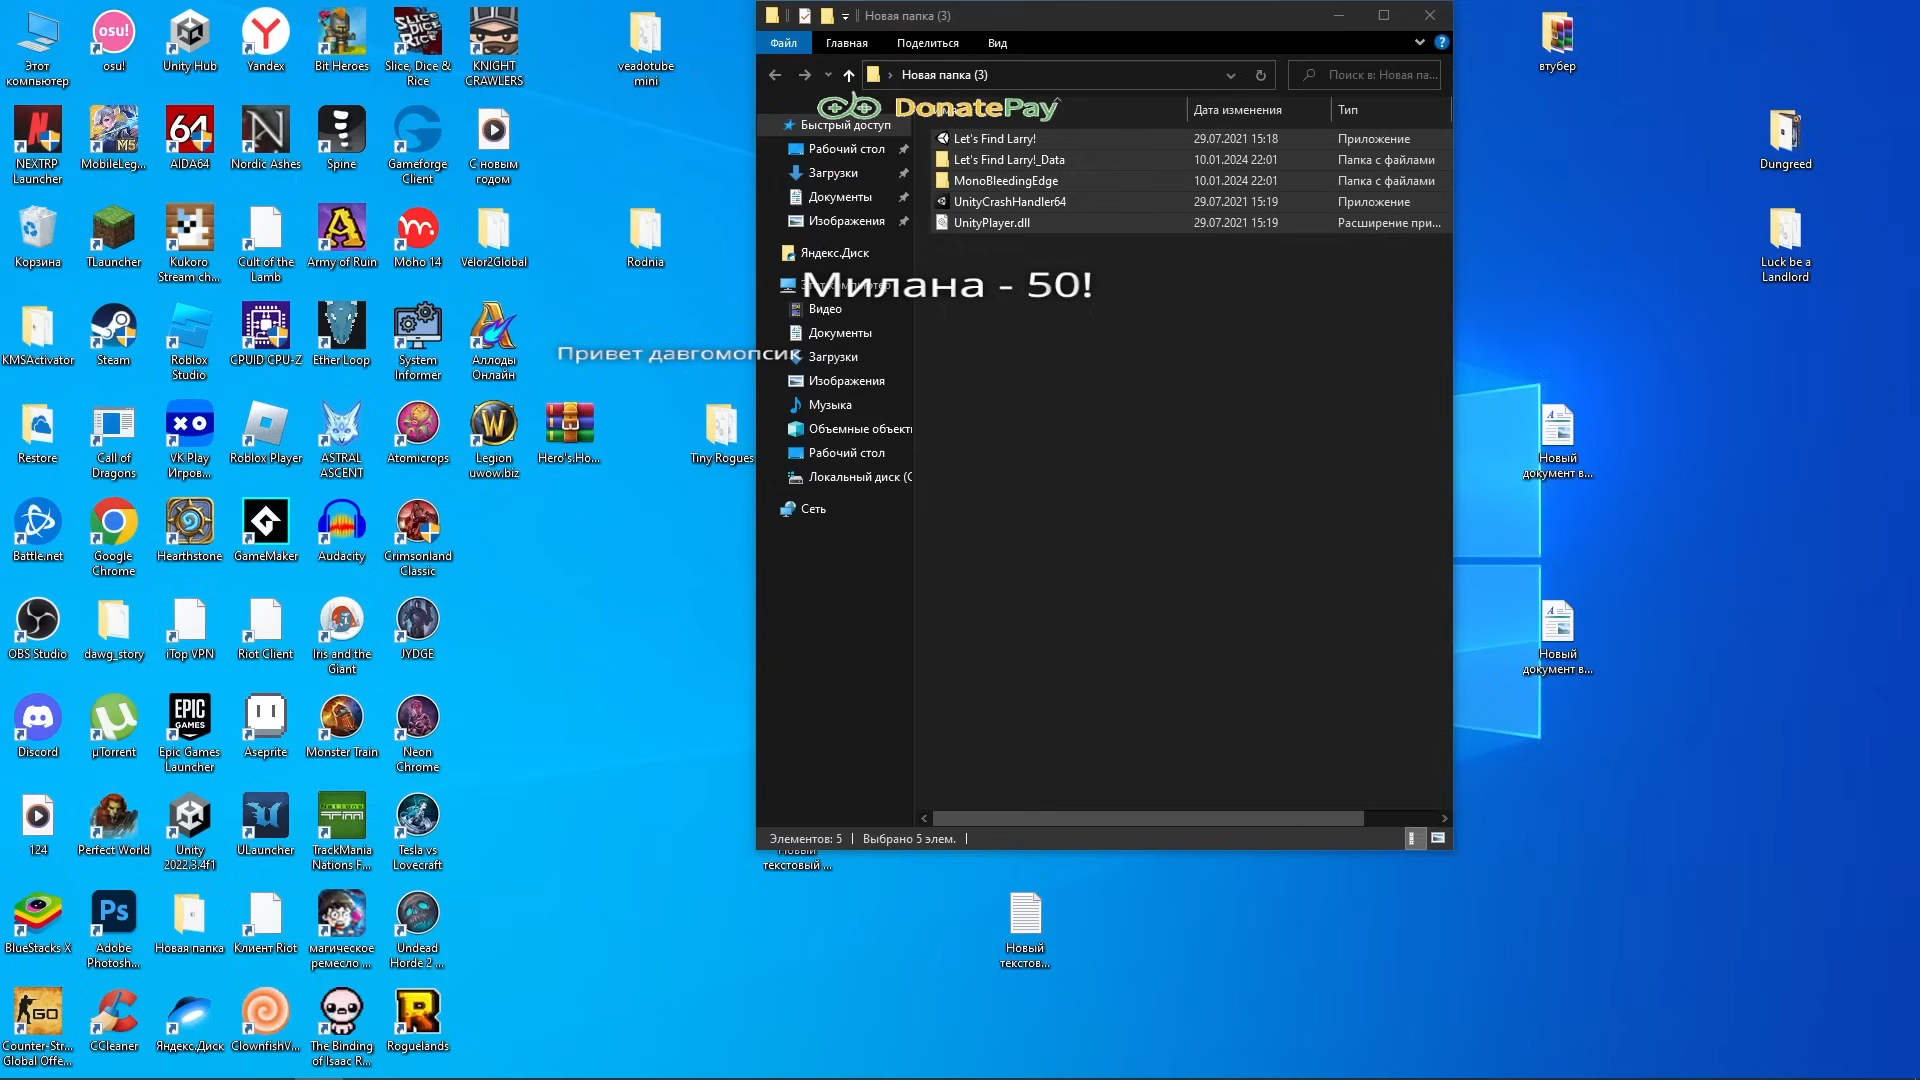 Этот
компьютер
osu!
Unity Hub
Yandex
Bit Heroes
Slice, Dice &
Rice
KNIGHT
CRAWLERS
veadotube
mini
NEXTRP
Launcher
MobileLeg...
AIDA64
Nordic Ashes
Spine
Gameforge
Client
С новым
годом
Корзина
TLauncher
Kukoro
Stream ch...
Cult of the
Lamb
Army of Ruin
Moho 14
Velor2Global
Rodnia
KMSActivator
Steam
Roblox
Studio
CPUID CPU-Z
Ether Loop
System
Informer
Аллоды
Онлайн
Restore
Call of
Dragons
VK Play
Игров...
Roblox Player
ASTRAL
ASCENT
Atomicrops
Legion
uwow.biz
Hero's.Ho...
Tiny Rogues
Battle.net
Google
Chrome
Hearthstone
GameMaker
Audacity
Crimsonland
Classic
OBS Studio
dawg_story
iTop VPN
Riot Client
Iris and the
Giant
JYDGE
Discord
µTorrent
Epic Games
Launcher
Aseprite
Monster Train
Neon
Chrome
124
Perfect World
Unity
2022.3.4f1
ULauncher
TrackMania
Nations F...
Tesla vs
Lovecraft
BlueStacks X
Adobe
Photosh...
Новая папка
Клиент Riot
магическое
ремесло ...
Undead
Horde 2 ...
Counter-Str...
Global Offe...
CCleaner
Яндекс.Диск
ClownfishV...
The Binding
of Isaac R...
Roguelands
Новая папка (3)
Файл
Главная
Поделиться
Вид
Новая папка (3)
Поиск в: Новая па...
DonatePay
Дата изменения
Тип
Быстрый доступ
Рабочий стол
Загрузки
Документы
Изображения
Яндекс.Диск
Милана - 50!
Видео
Документы
Привет давгомопсик
Загрузки
Изображения
Музыка
Объемные объект
Рабочий стол
Локальный диск (C
Сеть
Let's Find Larry! 29.07.2021 15:18 Приложение
Let's Find Larry!_Data 10.01.2024 22:01 Папка с файлами
MonoBleedingEdge 10.01.2024 22:01 Папка с файлами
UnityCrashHandler64 29.07.2021 15:19 Приложение
UnityPlayer.dll 29.07.2021 15:19 Расширение при...
Элементов: 5
Выбрано 5 элем.
Новый
текстовый ...
Новый
текстов...
втубер
Dungreed
Luck be a
Landlord
Новый
документ в...
Новый
документ в...